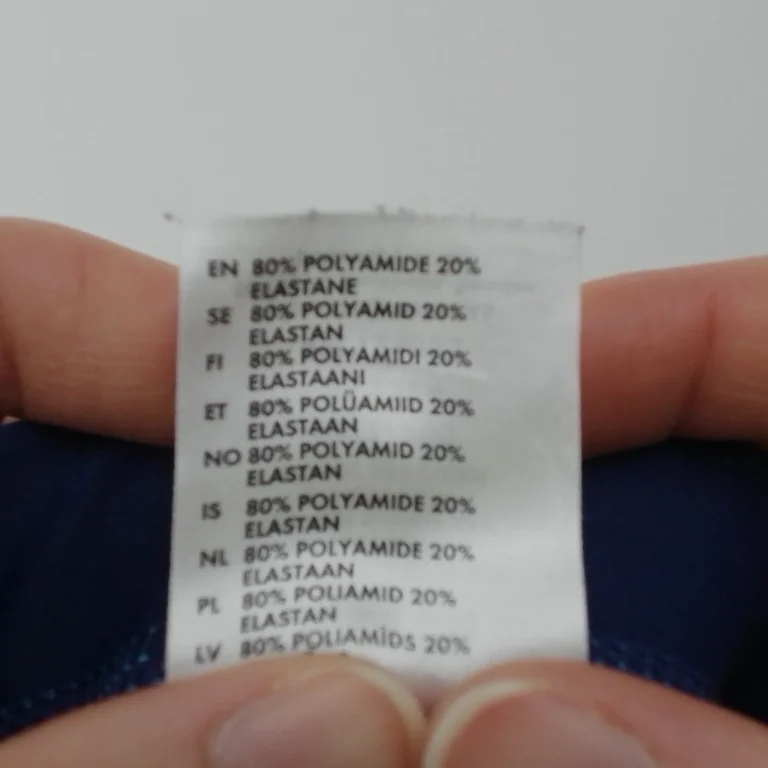 EN 80% POLYAMIDE 20%
ELASTANE
SE 80% POLYAMID 20%
ELASTAN
FI 80% POLYAMIDI 20%
ELASTAANI
ET 80% POLÜAMIID 20%
ELASTAAN
NO 80% POLYAMID 20%
ELASTAN
IS 80% POLYAMIDE 20%
ELASTAN
NL 80% POLYAMIDE 20%
ELASTAAN
PL 80% POLIAMID 20%
ELASTAN
LV 80% POLIAMĪDS 20%